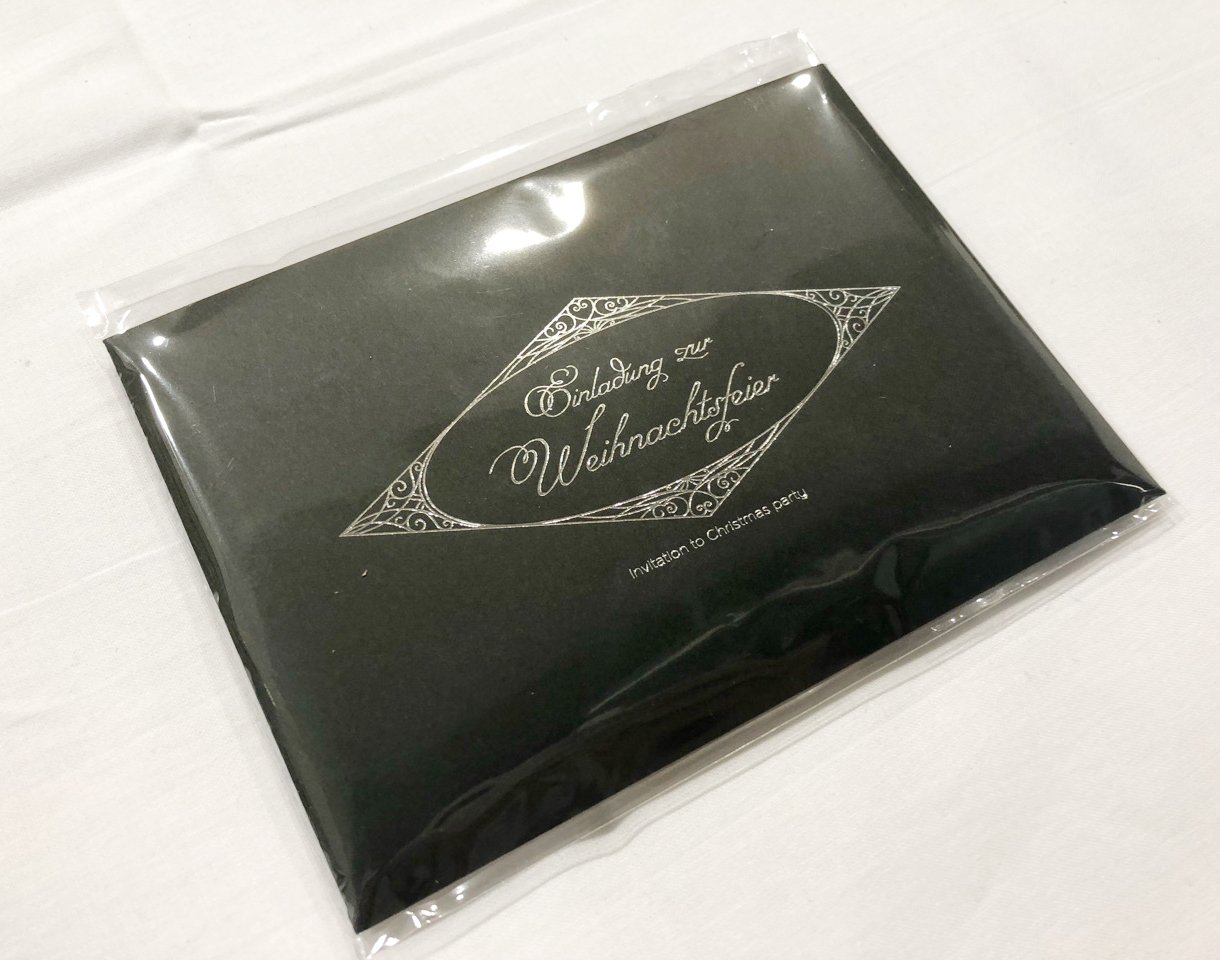 Einladung zur
Weihnachtsfeier
Invitation to Christmas party